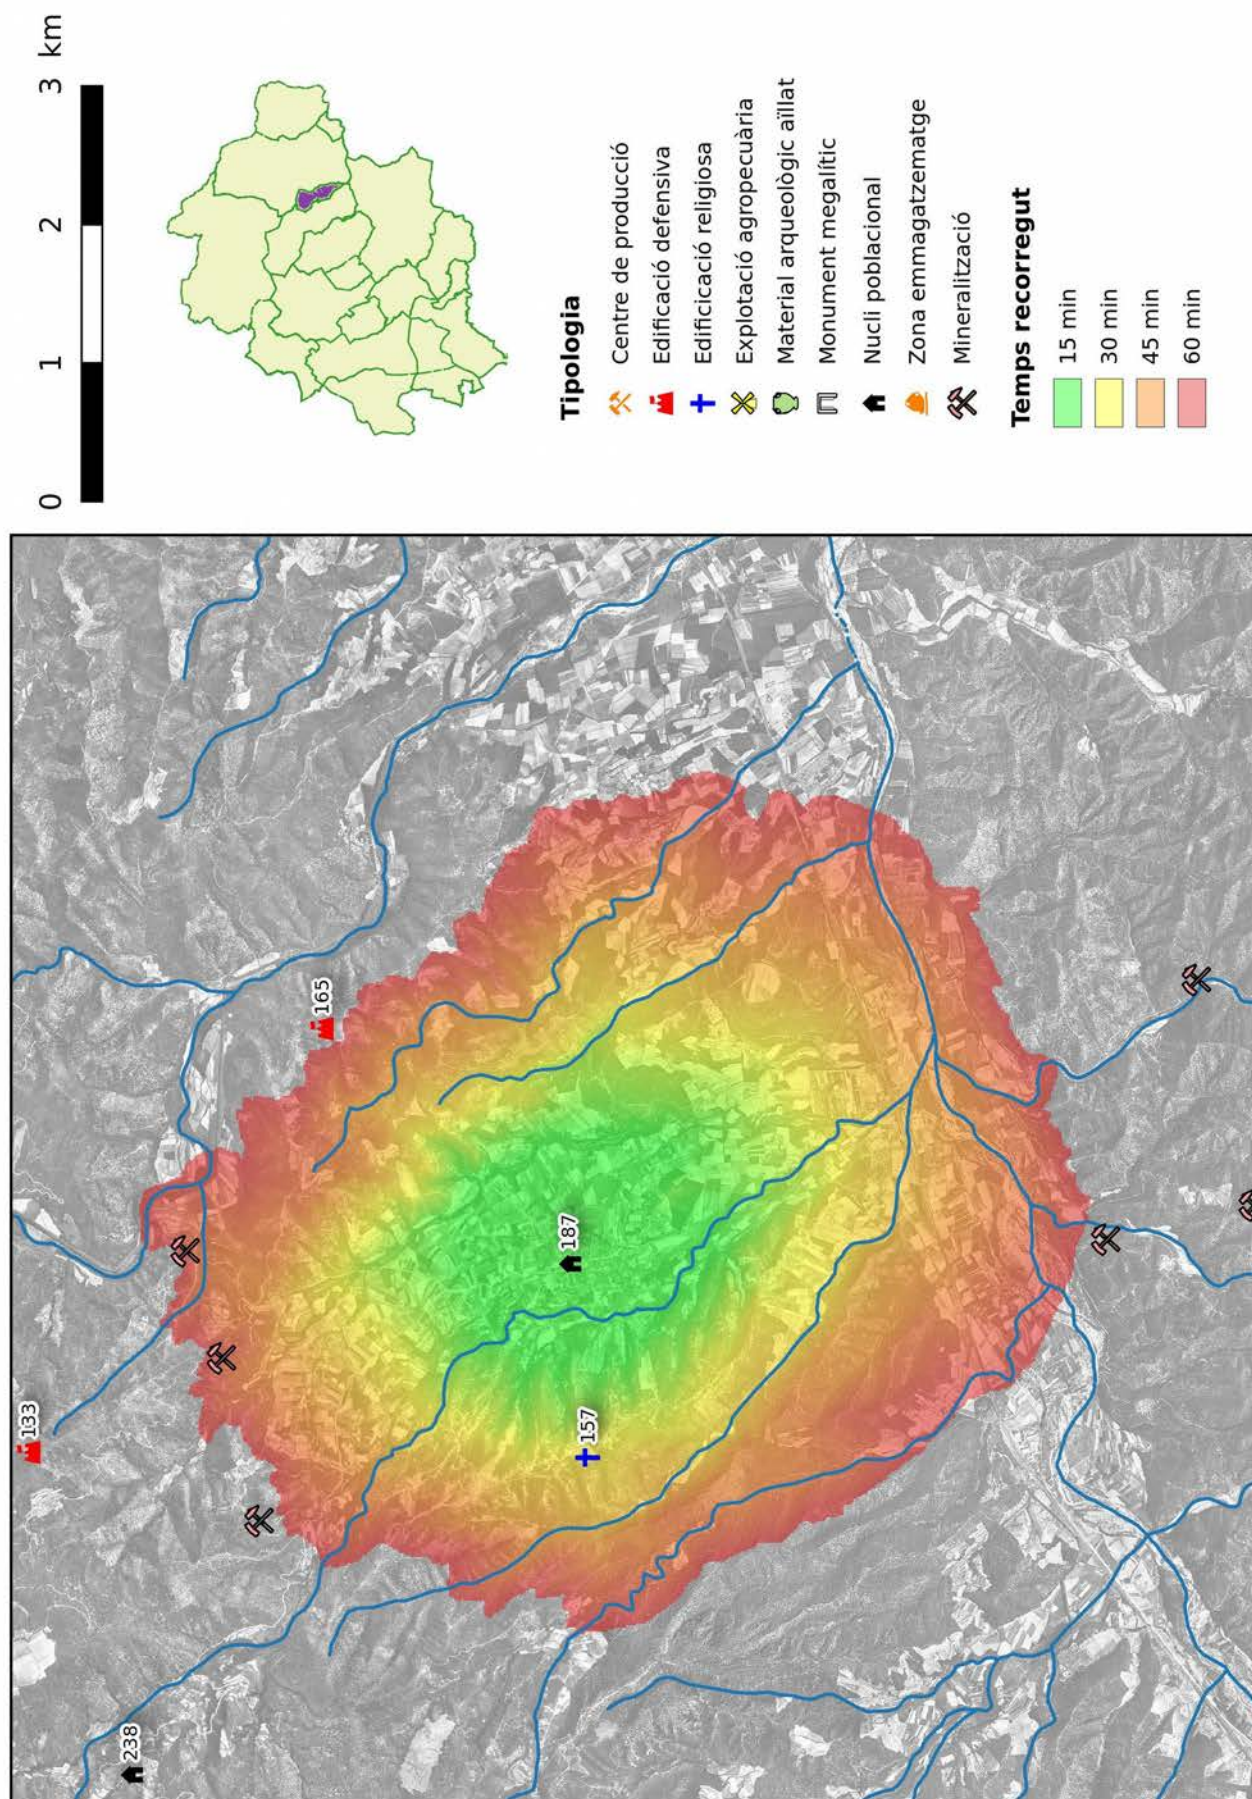 0 1 2 3 km
Tipologia
Centre de producció
Edificació defensiva
Edificicació religiosa
Explotació agropecuària
Material arqueològic aïllat
Monument megalític
Nucli poblacional
Zona emmagatzematge
Mineralització
Temps recorregut
15 min
30 min
45 min
60 min
133
165
187
157
238